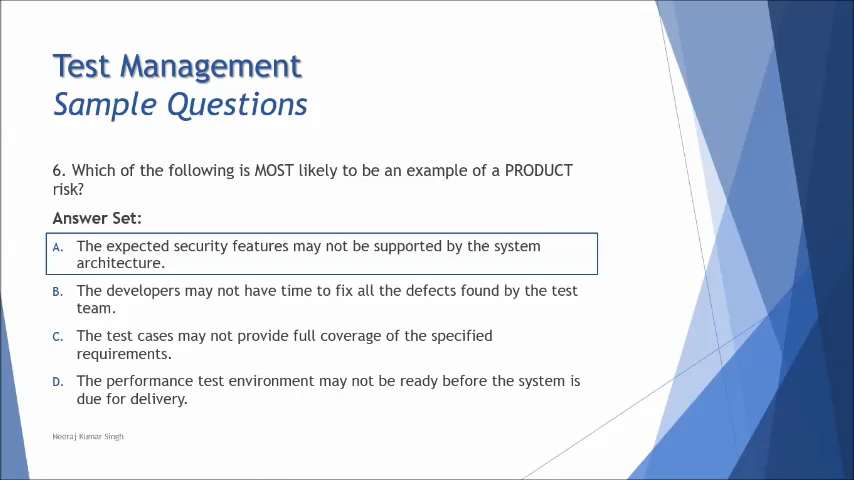 Test Management
Sample Questions
6. Which of the following is MOST likely to be an example of a PRODUCT
risk?
Answer Set:
A. The expected security features may not be supported by the system
architecture.
B. The developers may not have time to fix all the defects found by the test
team.
C. The test cases may not provide full coverage of the specified
requirements.
D. The performance test environment may not be ready before the system is
due for delivery.
Neeraj Kumar Singh